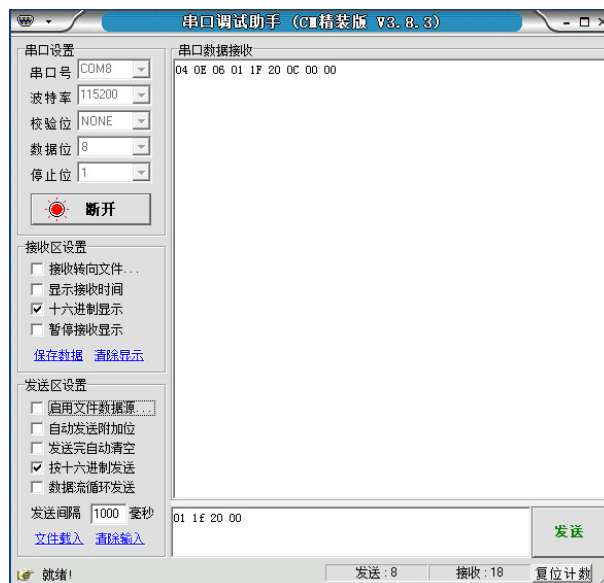 串口调试助手 (CM精装版 V3.8.3)
串口设置
串口号 COM8
波特率 115200
校验位 NONE
数据位 8
停止位 1
断开
接收区设置
接收转向文件...
显示接收时间
十六进制显示
暂停接收显示
保存数据 清除显示
发送区设置
启用文件数据源...
自动发送附加位
发送完自动清空
按十六进制发送
数据流循环发送
发送间隔 1000 毫秒
文件载入 清除输入
串口数据接收
04 0E 06 01 1F 20 0C 00 00
01 1f 20 00
发送
就绪!
发送:8
接收:18
复位计数